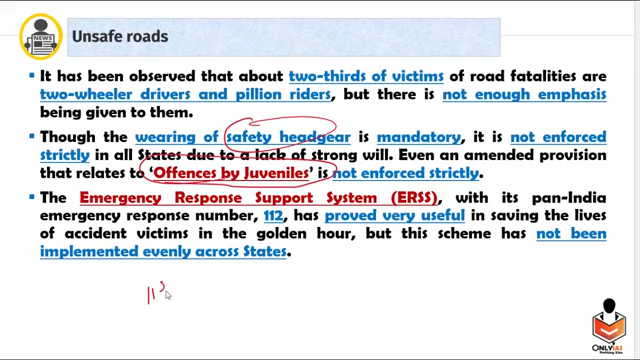 NEWS
Unsafe roads
▪ It has been observed that about two-thirds of victims of road fatalities are
two-wheeler drivers and pillion riders, but there is not enough emphasis
being given to them.
▪ Though the wearing of safety headgear is mandatory, it is not enforced
strictly in all States due to a lack of strong will. Even an amended provision
that relates to ‘Offences by Juveniles’ is not enforced strictly.
▪ The Emergency Response Support System (ERSS), with its pan-India
emergency response number, 112, has proved very useful in saving the lives
of accident victims in the golden hour, but this scheme has not been
implemented evenly across States.
ONLYIAS